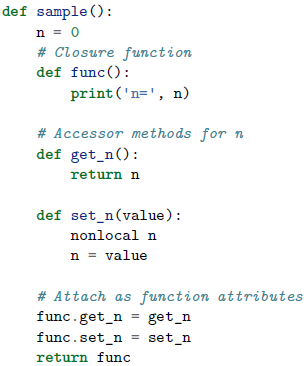 def sample():
    n = 0
    # Closure function
    def func():
        print('n=', n)

    # Accessor methods for n
    def get_n():
        return n

    def set_n(value):
        nonlocal n
        n = value

    # Attach as function attributes
    func.get_n = get_n
    func.set_n = set_n
    return func